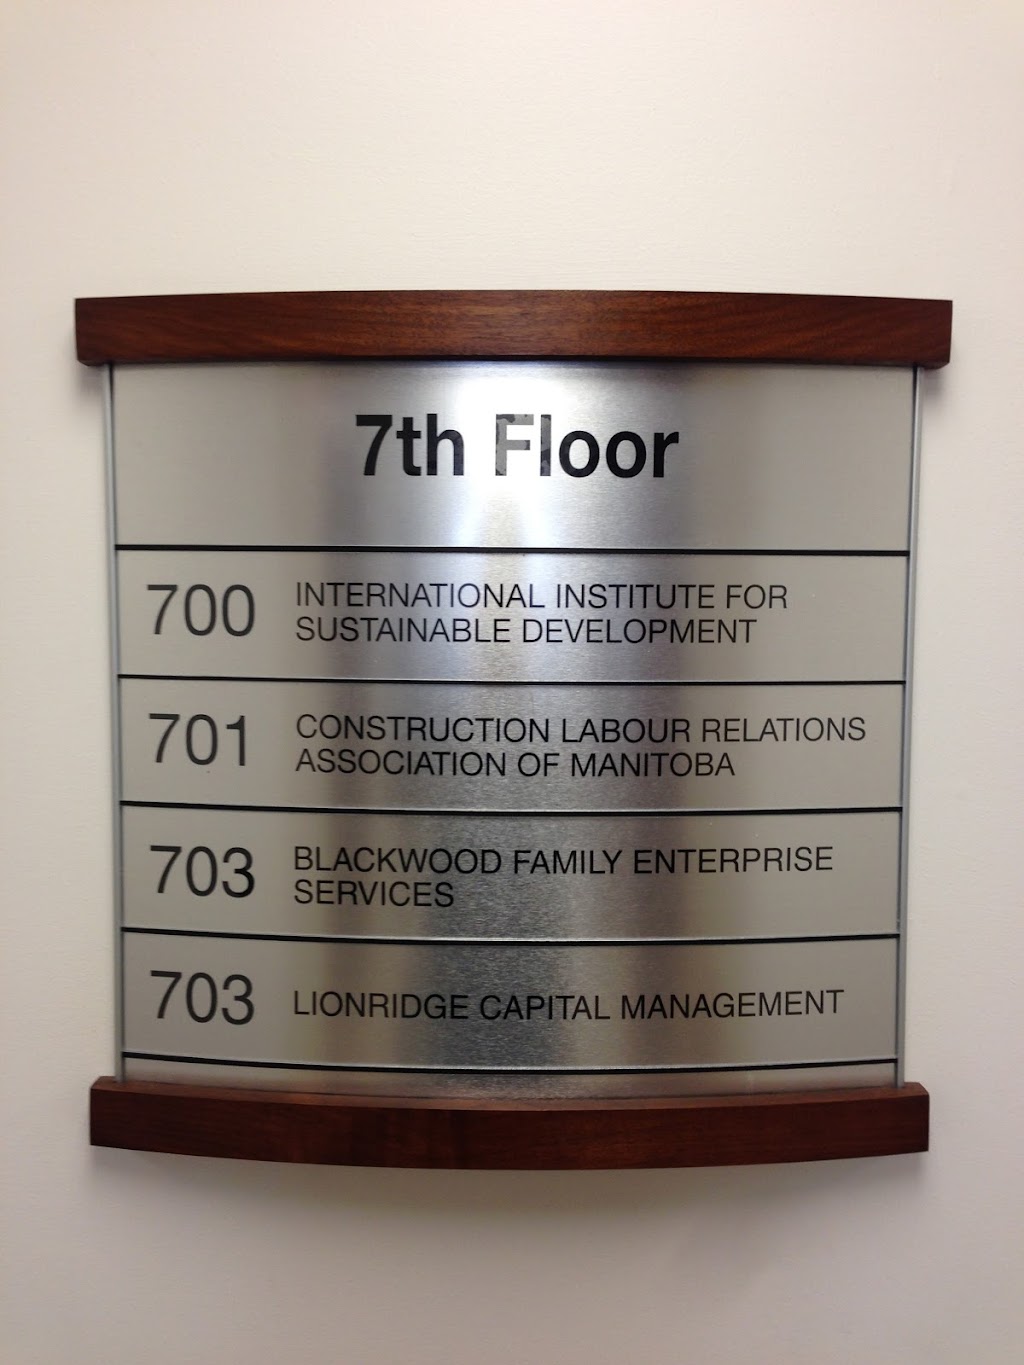 7th Floor
700 INTERNATIONAL INSTITUTE FOR
SUSTAINABLE DEVELOPMENT
701 CONSTRUCTION LABOUR RELATIONS
ASSOCIATION OF MANITOBA
703 BLACKWOOD FAMILY ENTERPRISE
SERVICES
703 LIONRIDGE CAPITAL MANAGEMENT